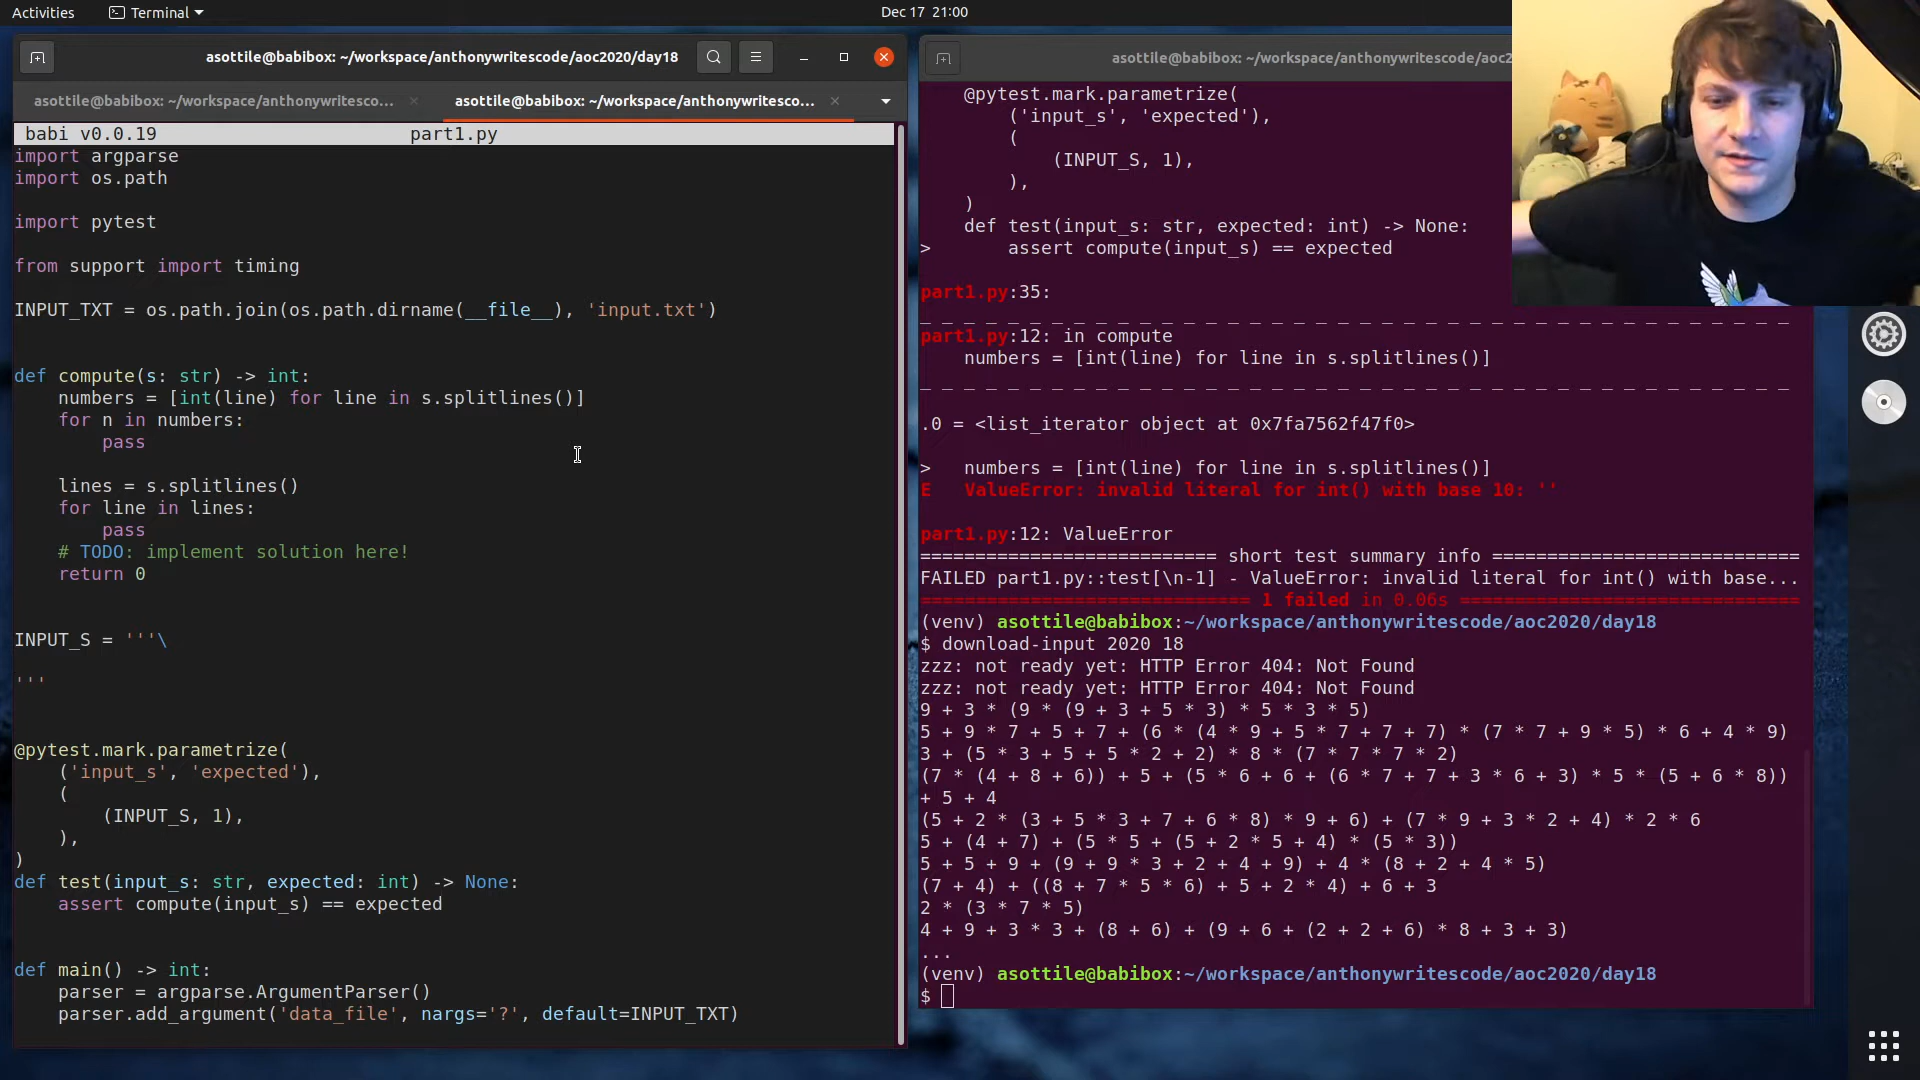 Activities
Terminal
Dec 17 21:00
asottile@babibox: ~/workspace/anthonywritescode/aoc2020/day18
asottile@babibox: ~/workspace/anthonywritesco...
asottile@babibox: ~/workspace/anthonywritesco...
babi v0.0.19 part1.py
import argparse
import os.path
import pytest
from support import timing
INPUT_TXT = os.path.join(os.path.dirname(__file__), 'input.txt')
def compute(s: str) -> int:
numbers = [int(line) for line in s.splitlines()]
for n in numbers:
pass
lines = s.splitlines()
for line in lines:
pass
# TODO: implement solution here!
return 0
INPUT_S = '''\
'''
@pytest.mark.parametrize(
('input_s', 'expected'),
(
(INPUT_S, 1),
),
)
def test(input_s: str, expected: int) -> None:
assert compute(input_s) == expected
def main() -> int:
parser = argparse.ArgumentParser()
parser.add_argument('data_file', nargs='?', default=INPUT_TXT)
asottile@babibox: ~/workspace/anthonywritescode/aoc2
@pytest.mark.parametrize(
('input_s', 'expected'),
(
(INPUT_S, 1),
),
)
def test(input_s: str, expected: int) -> None:
> assert compute(input_s) == expected
part1.py:35:
_ _ _ _ _ _ _ _ _ _ _ _ _ _ _ _ _ _ _ _ _ _ _ _ _ _ _ _ _ _ _ _ _ _ _ _ _ _ _ _
part1.py:12: in compute
numbers = [int(line) for line in s.splitlines()]
_ _ _ _ _ _ _ _ _ _ _ _ _ _ _ _ _ _ _ _ _ _ _ _ _ _ _ _ _ _ _ _ _ _ _ _ _ _ _ _
.0 = <list_iterator object at 0x7fa7562f47f0>
> numbers = [int(line) for line in s.splitlines()]
E ValueError: invalid literal for int() with base 10: ''
part1.py:12: ValueError
=========================== short test summary info ============================
FAILED part1.py::test[\n-1] - ValueError: invalid literal for int() with base...
============================== 1 failed in 0.06s ===============================
(venv) asottile@babibox:~/workspace/anthonywritescode/aoc2020/day18
$ download-input 2020 18
zzz: not ready yet: HTTP Error 404: Not Found
zzz: not ready yet: HTTP Error 404: Not Found
9 + 3 * (9 * (9 + 3 + 5 * 3) * 5 * 3 * 5)
5 + 9 * 7 + 5 + 7 + (6 * (4 * 9 + 5 * 7 + 7 + 7) * (7 * 7 + 9 * 5) * 6 + 4 * 9)
3 + (5 * 3 + 5 + 5 * 2 + 2) * 8 * (7 * 7 * 7 * 2)
(7 * (4 + 8 + 6)) + 5 + (5 * 6 + 6 + (6 * 7 + 7 + 3 * 6 + 3) * 5 * (5 + 6 * 8))
+ 5 + 4
(5 + 2 * (3 + 5 * 3 + 7 + 6 * 8) * 9 + 6) + (7 * 9 + 3 * 2 + 4) * 2 * 6
5 + (4 + 7) + (5 * 5 + (5 + 2 * 5 + 4) * (5 * 3))
5 + 5 + 9 + (9 + 9 * 3 + 2 + 4 + 9) + 4 * (8 + 2 + 4 * 5)
(7 + 4) + ((8 + 7 * 5 * 6) + 5 + 2 * 4) + 6 + 3
2 * (3 * 7 * 5)
4 + 9 + 3 * 3 + (8 + 6) + (9 + 6 + (2 + 2 + 6) * 8 + 3 + 3)
...
(venv) asottile@babibox:~/workspace/anthonywritescode/aoc2020/day18
$